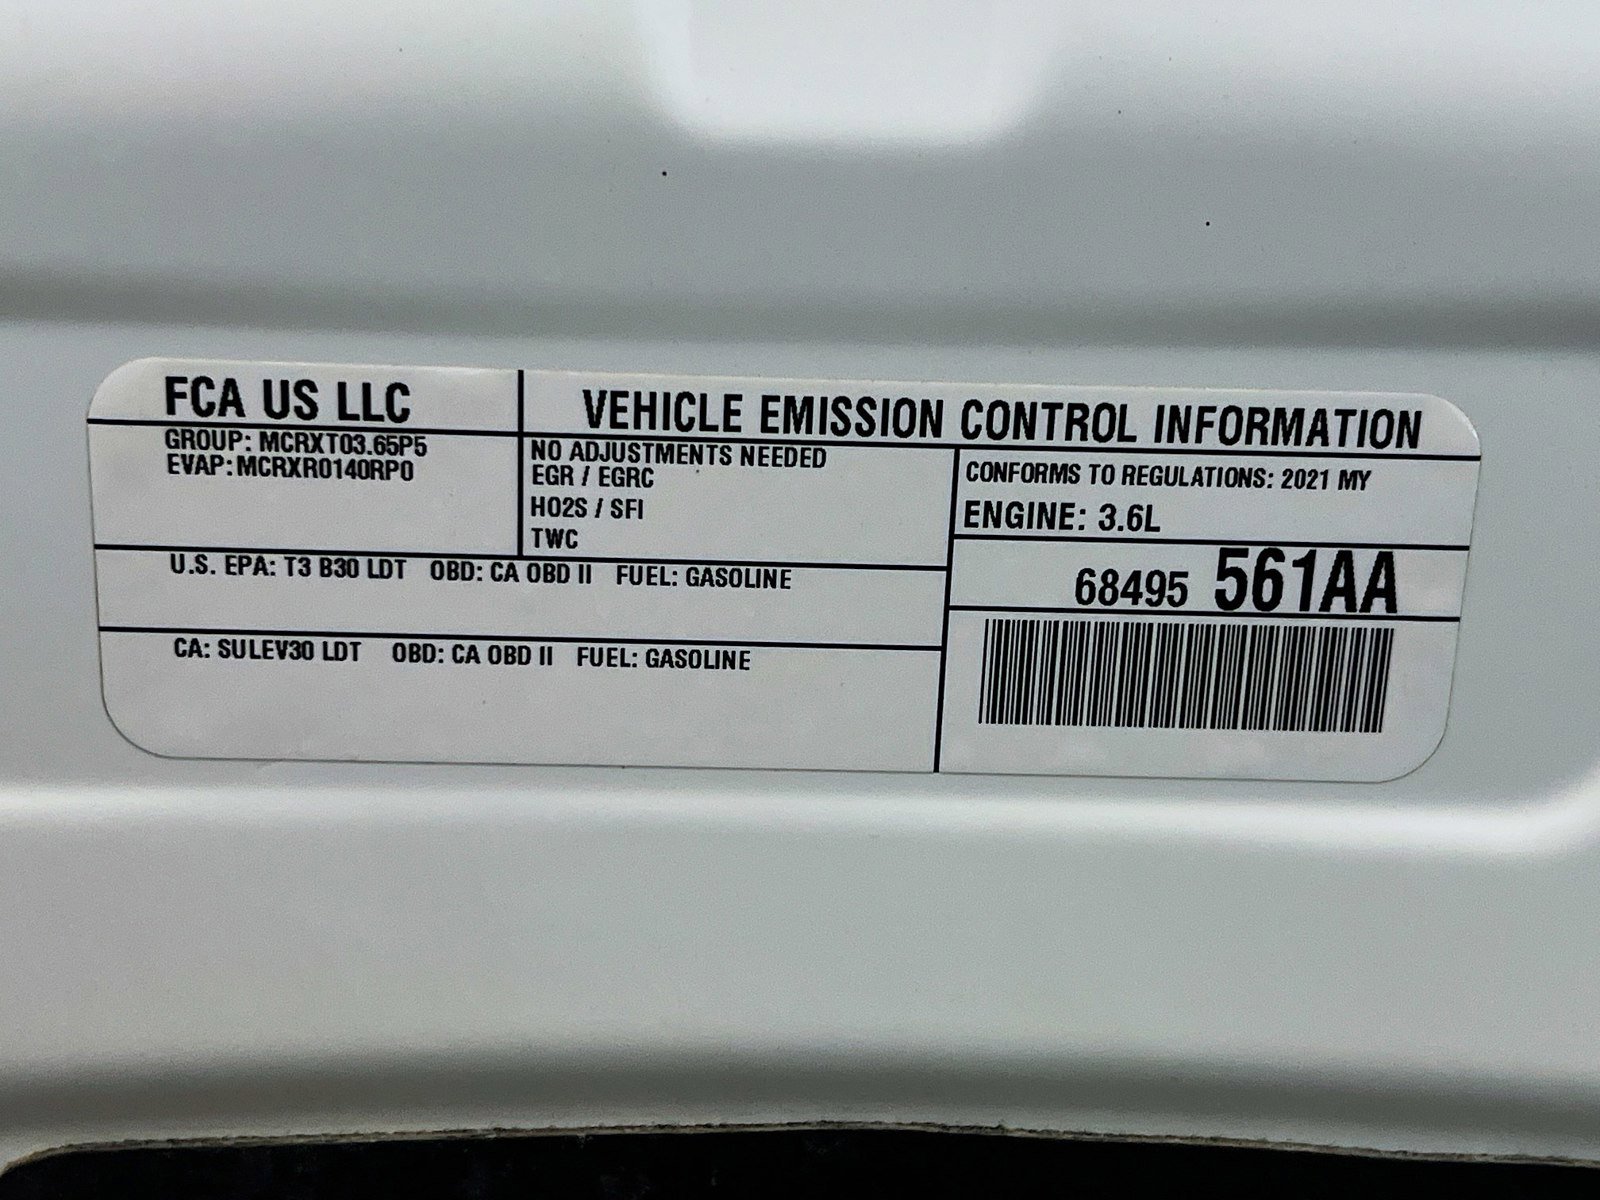 FCA US LLC
VEHICLE EMISSION CONTROL INFORMATION
GROUP: MCRXT03.65P5
EVAP: MCRXR0140RP0
NO ADJUSTMENTS NEEDED
EGR / EGRC
HO2S / SFI
TWC
CONFORMS TO REGULATIONS: 2021 MY
ENGINE: 3.6L
68495 561AA
U.S. EPA: T3 B30 LDT OBD: CA OBD II FUEL: GASOLINE
CA: SULEV30 LDT OBD: CA OBD II FUEL: GASOLINE